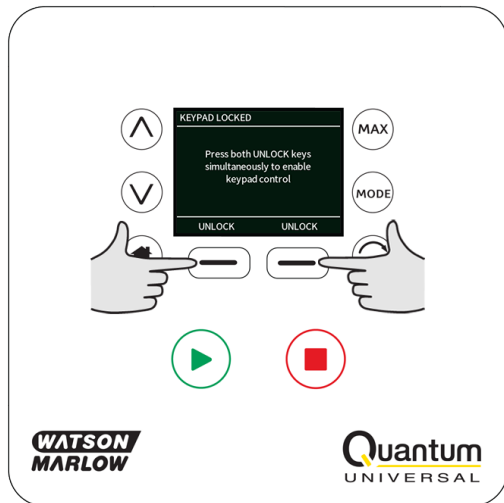 KEYPAD LOCKED
Press both UNLOCK keys
simultaneously to enable
keypad control
UNLOCK UNLOCK
MAX
MODE
WATSON
MARLOW
Quantum
UNIVERSAL